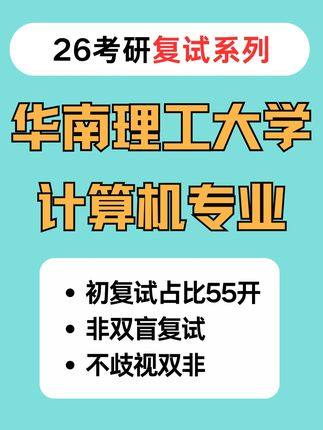 26考研复试系列
华南理工大学
计算机专业
• 初复试占比55开
• 非双盲复试
• 不歧视双非